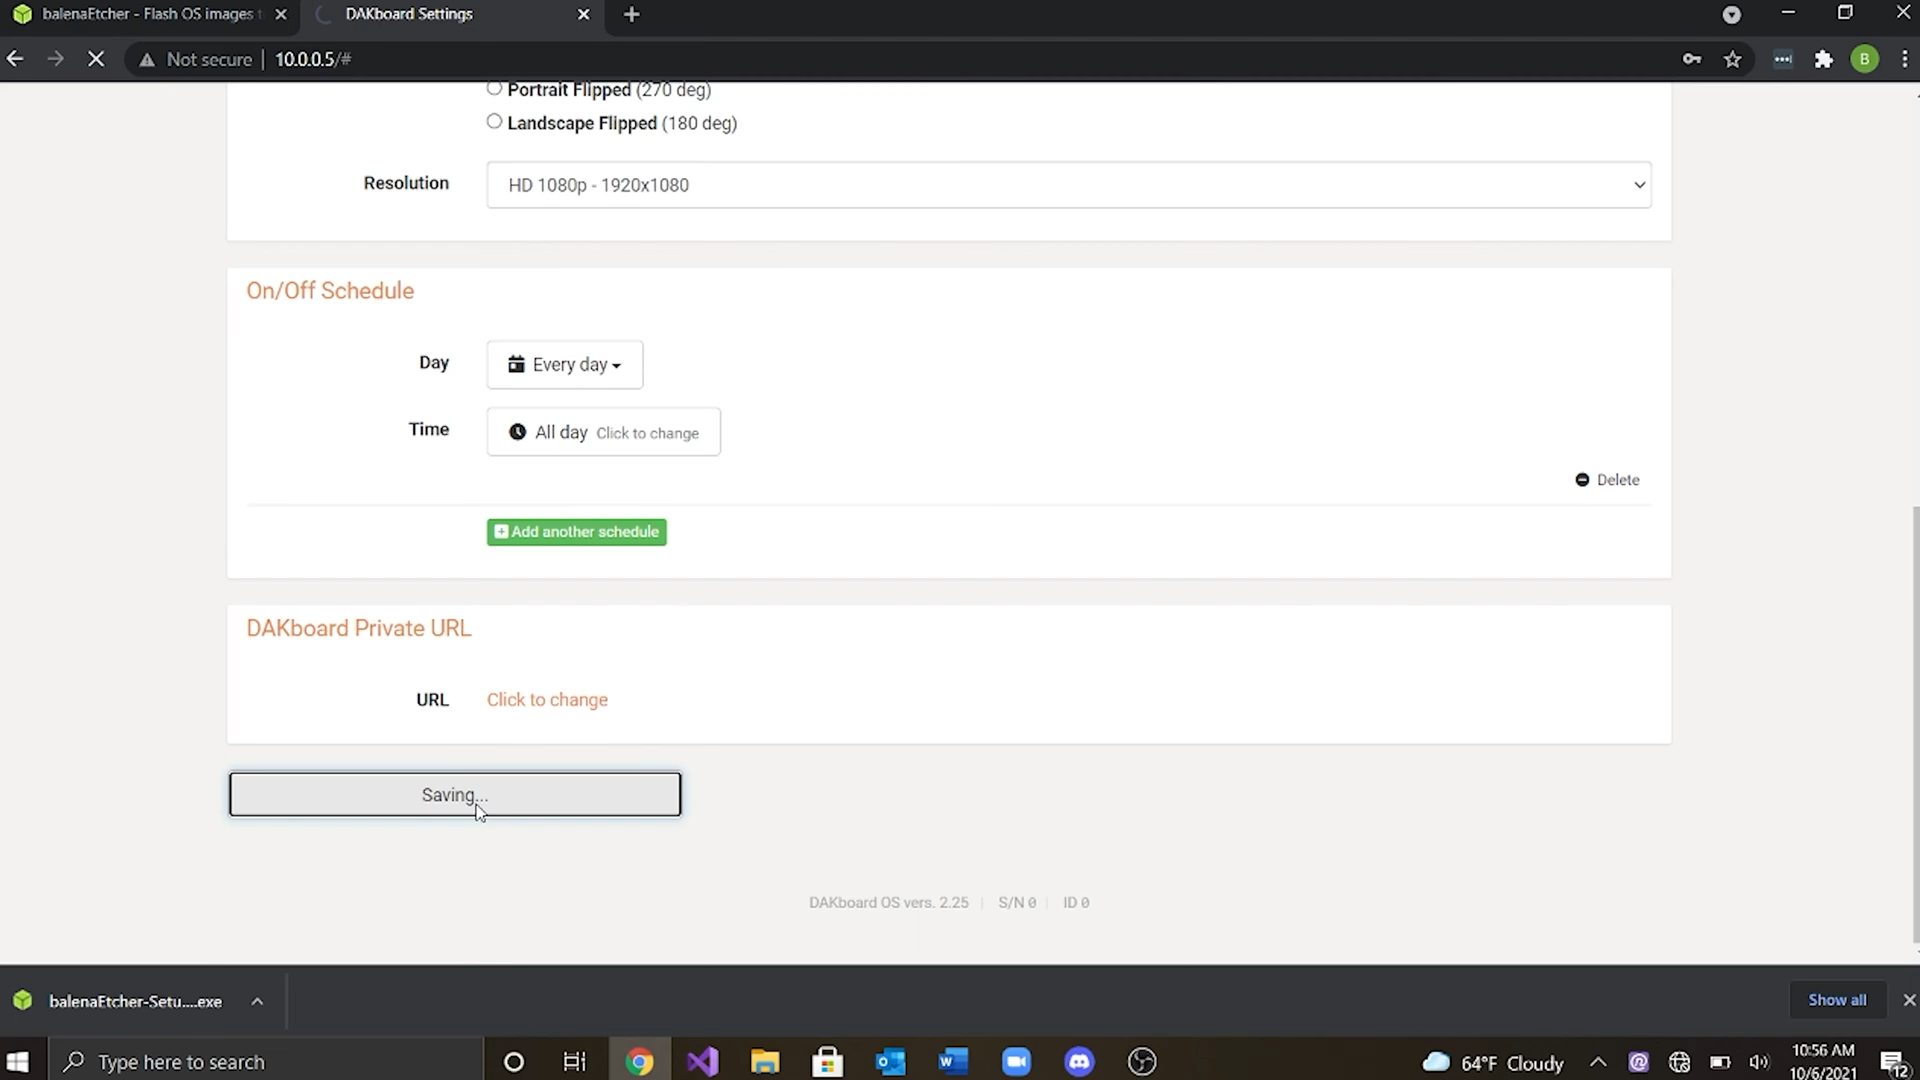 balenaEtcher - Flash OS images t
DAKboard Settings
Not secure
10.0.0.5/#
B
Portrait Flipped (270 deg)
Landscape Flipped (180 deg)
Resolution
HD 1080p - 1920x1080
On/Off Schedule
Day
Every day
Time
All day Click to change
Delete
Add another schedule
DAKboard Private URL
URL
Click to change
Saving...
DAKboard OS vers. 2.25 | S/N 0 | ID 0
balenaEtcher-Setu....exe
Show all
Type here to search
64°F Cloudy
10:56 AM
10/6/2021
12